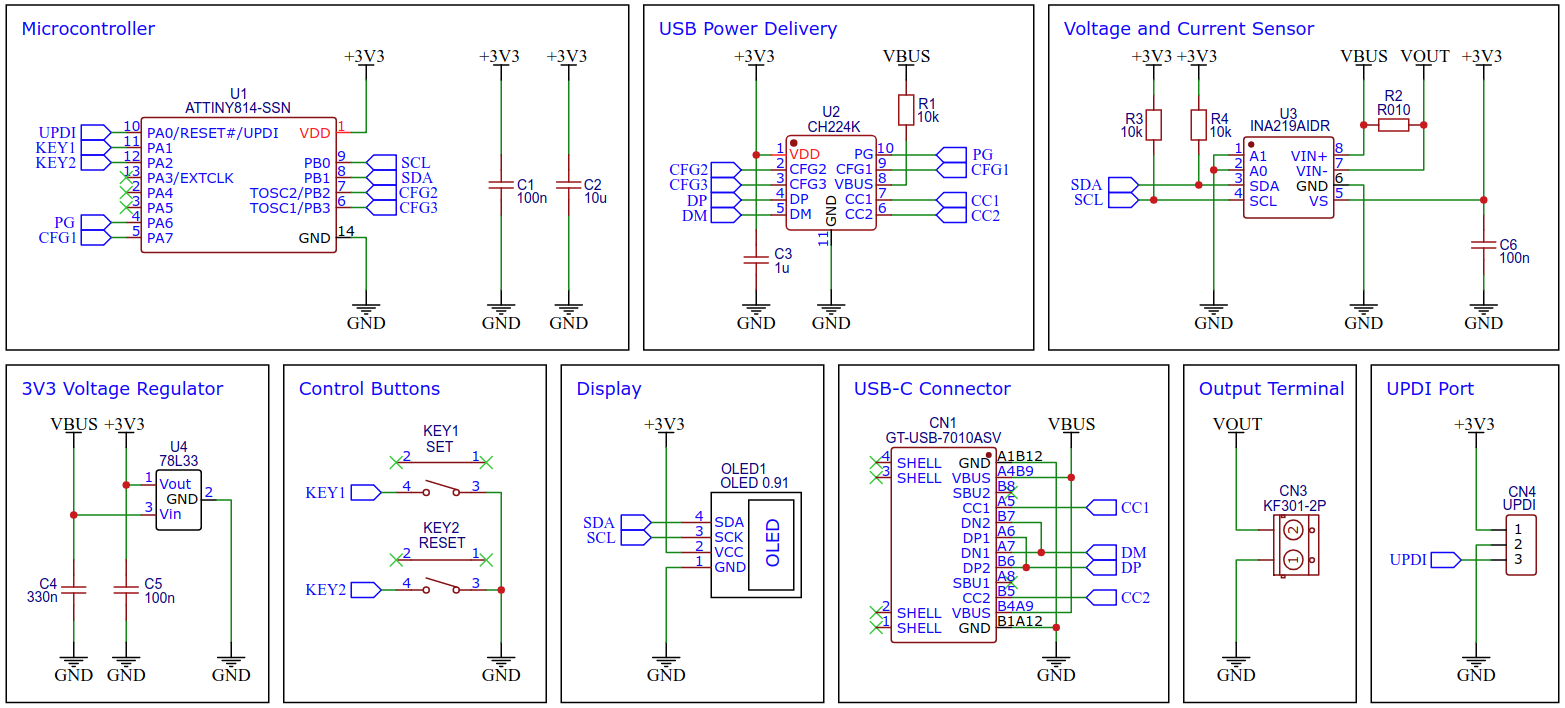 Microcontroller
+3V3
+3V3
+3V3
U1
ATTINY814-SSN
UPDI 10 PA0/RESET#/UPDI VDD 1
KEY1 11 PA1
KEY2 12 PA2 PB0 9 SCL
13 PA3/EXTCLK PB1 8 SDA
2 PA4 TOSC2/PB2 7 CFG2
3 PA5 TOSC1/PB3 6 CFG3
PG 4 PA6
CFG1 5 PA7 GND 14
C1
100n
C2
10u
GND
GND
GND
USB Power Delivery
+3V3
VBUS
R1
10k
U2
CH224K
1 VDD PG 10 PG
CFG2 2 CFG2 CFG1 9 CFG1
CFG3 3 CFG3 VBUS 8
DP 4 DP CC1 7 CC1
DM 5 DM CC2 6 CC2
GND
11
C3
1u
GND
GND
Voltage and Current Sensor
+3V3
+3V3
VBUS
VOUT
+3V3
R2
R010
R3
10k
R4
10k
U3
INA219AIDR
1 A1 VIN+ 8
2 A0 VIN- 7
SDA 3 SDA GND 6
SCL 4 SCL VS 5
C6
100n
GND
GND
GND
3V3 Voltage Regulator
VBUS
+3V3
U4
78L33
1 Vout
GND 2
3 Vin
C4
330n
C5
100n
GND
GND
GND
Control Buttons
KEY1
SET
2 1
KEY1 4 3
KEY2
RESET
2 1
KEY2 4 3
GND
Display
+3V3
OLED1
OLED 0.91
SDA 4 SDA
SCL 3 SCK
2 VCC
1 GND
OLED
GND
USB-C Connector
CN1
GT-USB-7010ASV
VBUS
4 SHELL GND A1B12
3 SHELL VBUS A4B9
SBU2 B8
CC1 A5 CC1
DN2 B7
DP1 A6
DN1 A7 DM
DP2 B6 DP
SBU1 A8
CC2 B5 CC2
2 SHELL VBUS B4A9
1 SHELL GND B1A12
GND
Output Terminal
VOUT
CN3
KF301-2P
2
1
GND
UPDI Port
+3V3
CN4
UPDI
1
2
UPDI 3
GND